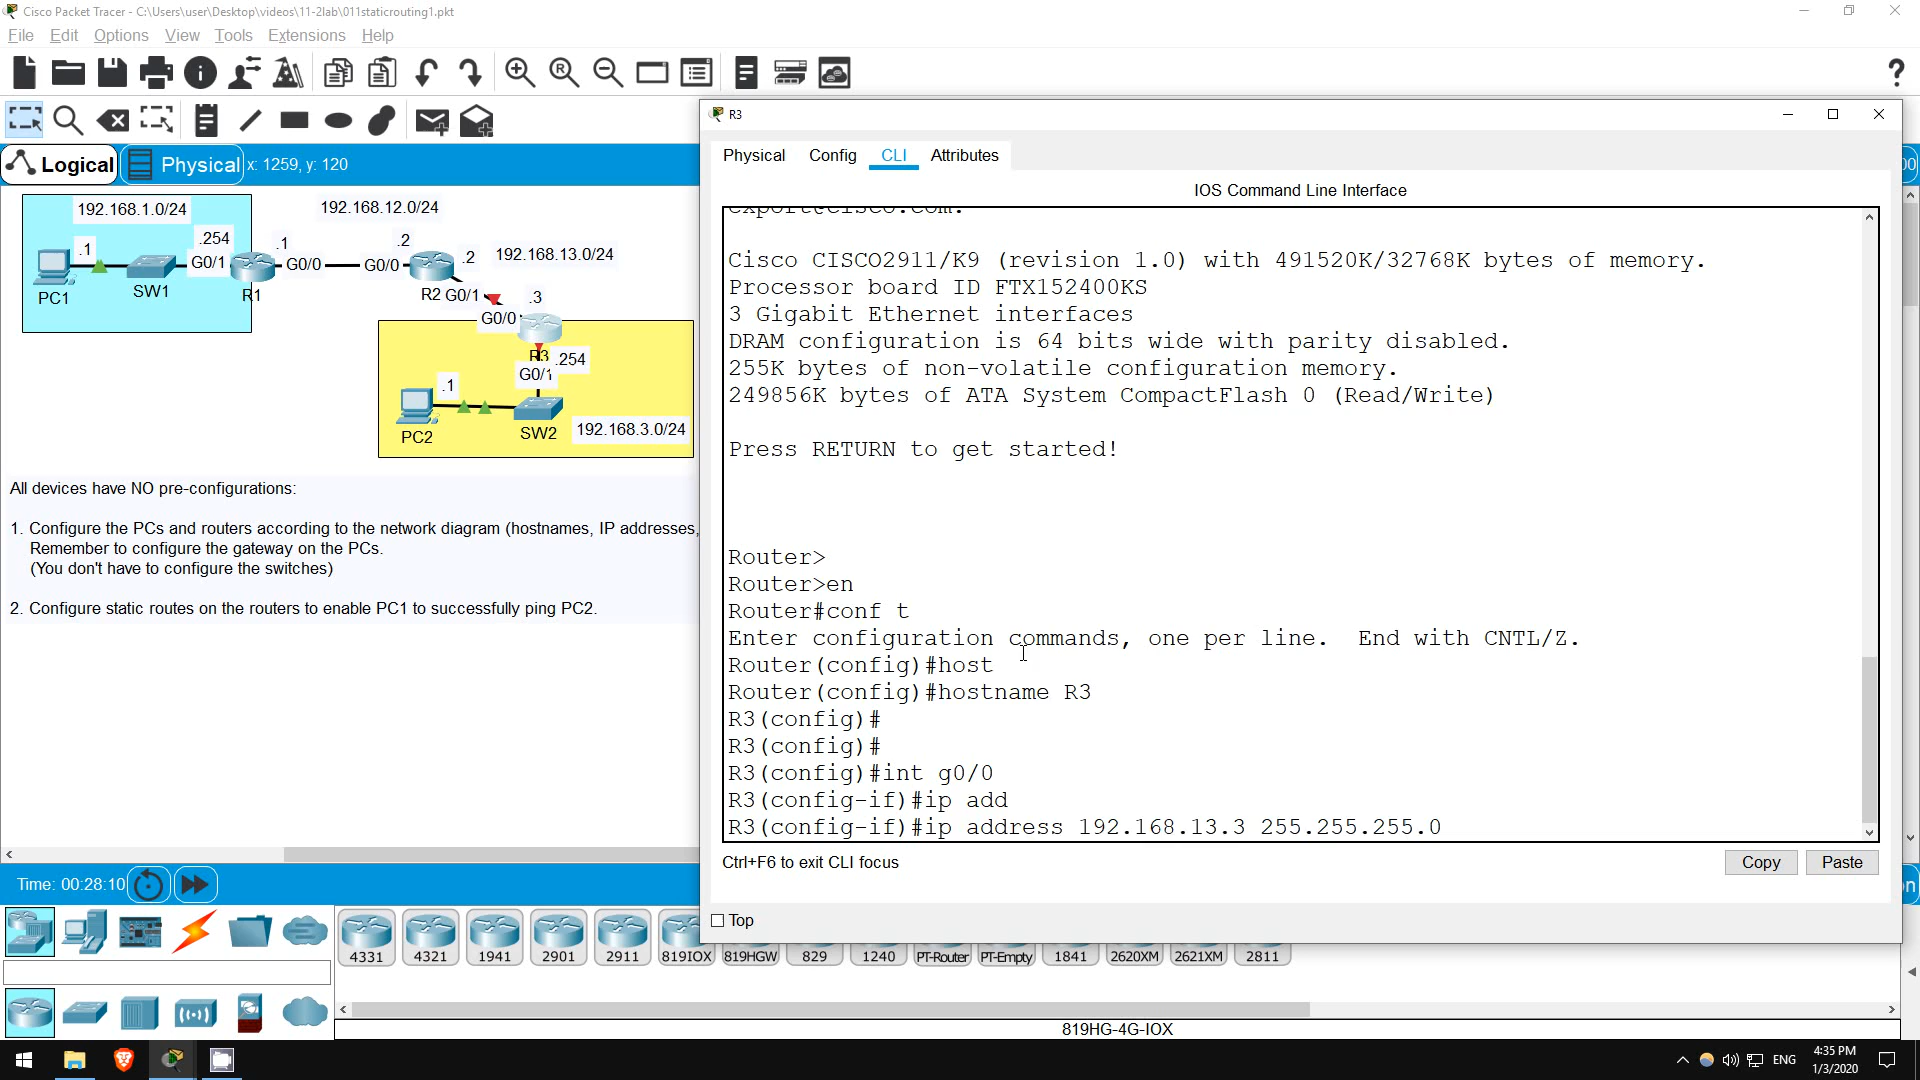 Cisco Packet Tracer - C:\Users\user\Desktop\videos\11-2lab\011staticrouting1.pkt
File Edit Options View Tools Extensions Help
Logical
Physical
x: 1259, y: 120
192.168.1.0/24
192.168.12.0/24
.254
.1
.2
.1
G0/1
G0/0
G0/0
.2
192.168.13.0/24
PC1
SW1
R1
R2
G0/1
.3
G0/0
R3
.254
G0/1
.1
PC2
SW2
192.168.3.0/24
All devices have NO pre-configurations:
1. Configure the PCs and routers according to the network diagram (hostnames, IP addresses,
Remember to configure the gateway on the PCs.
(You don't have to configure the switches)
2. Configure static routes on the routers to enable PC1 to successfully ping PC2.
R3
Physical Config CLI Attributes
IOS Command Line Interface
export@cisco.com.
Cisco CISCO2911/K9 (revision 1.0) with 491520K/32768K bytes of memory.
Processor board ID FTX152400KS
3 Gigabit Ethernet interfaces
DRAM configuration is 64 bits wide with parity disabled.
255K bytes of non-volatile configuration memory.
249856K bytes of ATA System CompactFlash 0 (Read/Write)
Press RETURN to get started!
Router>
Router>en
Router#conf t
Enter configuration commands, one per line.  End with CNTL/Z.
Router(config)#host
Router(config)#hostname R3
R3(config)#
R3(config)#
R3(config)#int g0/0
R3(config-if)#ip add
R3(config-if)#ip address 192.168.13.3 255.255.255.0
Ctrl+F6 to exit CLI focus
Copy
Paste
Top
Time: 00:28:10
4331 4321 1941 2901 2911 819IOX 819HGW 829 1240 PT-Router PT-Empty 1841 2620XM 2621XM 2811
819HG-4G-IOX
ENG
4:35 PM
1/3/2020